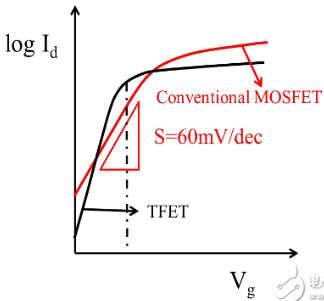 log I_d
Conventional MOSFET
S=60mV/dec
TFET
V_g